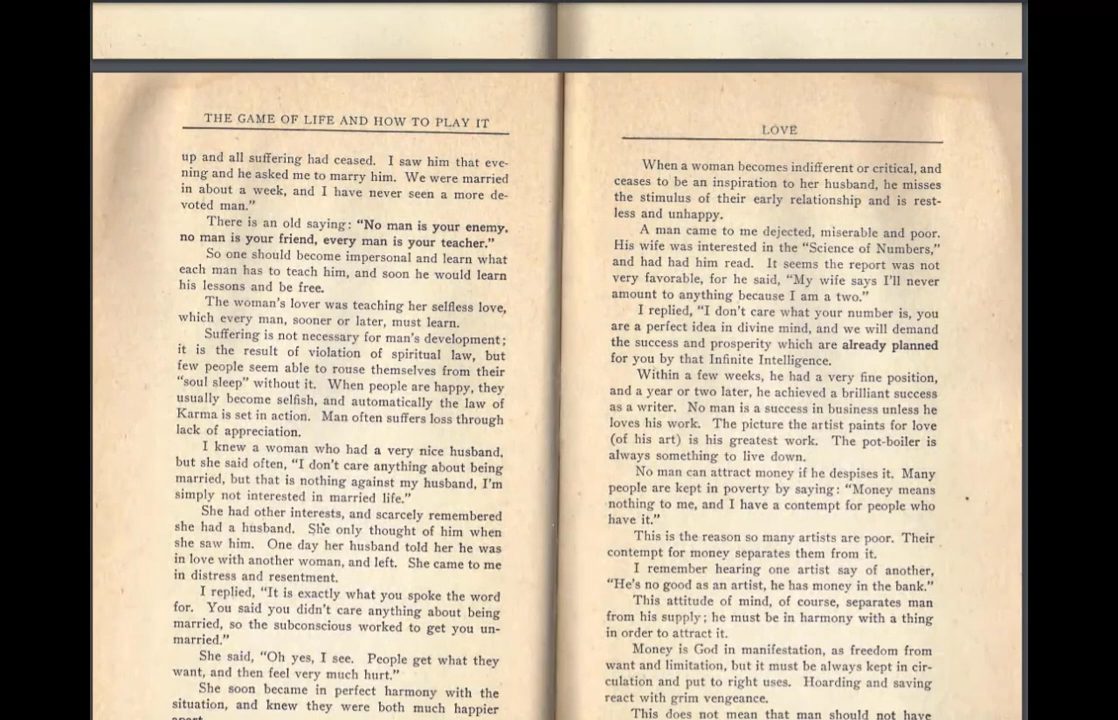 THE GAME OF LIFE AND HOW TO PLAY IT
up and all suffering had ceased. I saw him that eve-
ning and he asked me to marry him. We were married
in about a week, and I have never seen a more de-
voted man."
There is an old saying: "No man is your enemy,
no man is your friend, every man is your teacher."
So one should become impersonal and learn what
each man has to teach him, and soon he would learn
his lessons and be free.
The woman's lover was teaching her selfless love,
which every man, sooner or later, must learn.
Suffering is not necessary for man's development;
it is the result of violation of spiritual law, but
few people seem able to rouse themselves from their
"soul sleep" without it. When people are happy, they
usually become selfish, and automatically the law of
Karma is set in action. Man often suffers loss through
lack of appreciation.
I knew a woman who had a very nice husband,
but she said often, "I don't care anything about being
married, but that is nothing against my husband, I'm
simply not interested in married life."
She had other interests, and scarcely remembered
she had a husband. She only thought of him when
she saw him. One day her husband told her he was
in love with another woman, and left. She came to me
in distress and resentment.
I replied, "It is exactly what you spoke the word
for. You said you didn't care anything about being
married, so the subconscious worked to get you un-
married."
She said, "Oh yes, I see. People get what they
want, and then feel very much hurt."
She soon became in perfect harmony with the
situation, and knew they were both much happier
apart.
LOVE
When a woman becomes indifferent or critical, and
ceases to be an inspiration to her husband, he misses
the stimulus of their early relationship and is rest-
less and unhappy.
A man came to me dejected, miserable and poor.
His wife was interested in the "Science of Numbers,"
and had had him read. It seems the report was not
very favorable, for he said, "My wife says I'll never
amount to anything because I am a two."
I replied, "I don't care what your number is, you
are a perfect idea in divine mind, and we will demand
the success and prosperity which are already planned
for you by that Infinite Intelligence.
Within a few weeks, he had a very fine position,
and a year or two later, he achieved a brilliant success
as a writer. No man is a success in business unless he
loves his work. The picture the artist paints for love
(of his art) is his greatest work. The pot-boiler is
always something to live down.
No man can attract money if he despises it. Many
people are kept in poverty by saying: "Money means
nothing to me, and I have a contempt for people who
have it."
This is the reason so many artists are poor. Their
contempt for money separates them from it.
I remember hearing one artist say of another,
"He's no good as an artist, he has money in the bank."
This attitude of mind, of course, separates man
from his supply; he must be in harmony with a thing
in order to attract it.
Money is God in manifestation, as freedom from
want and limitation, but it must be always kept in cir-
culation and put to right uses. Hoarding and saving
react with grim vengeance.
This does not mean that man should not have